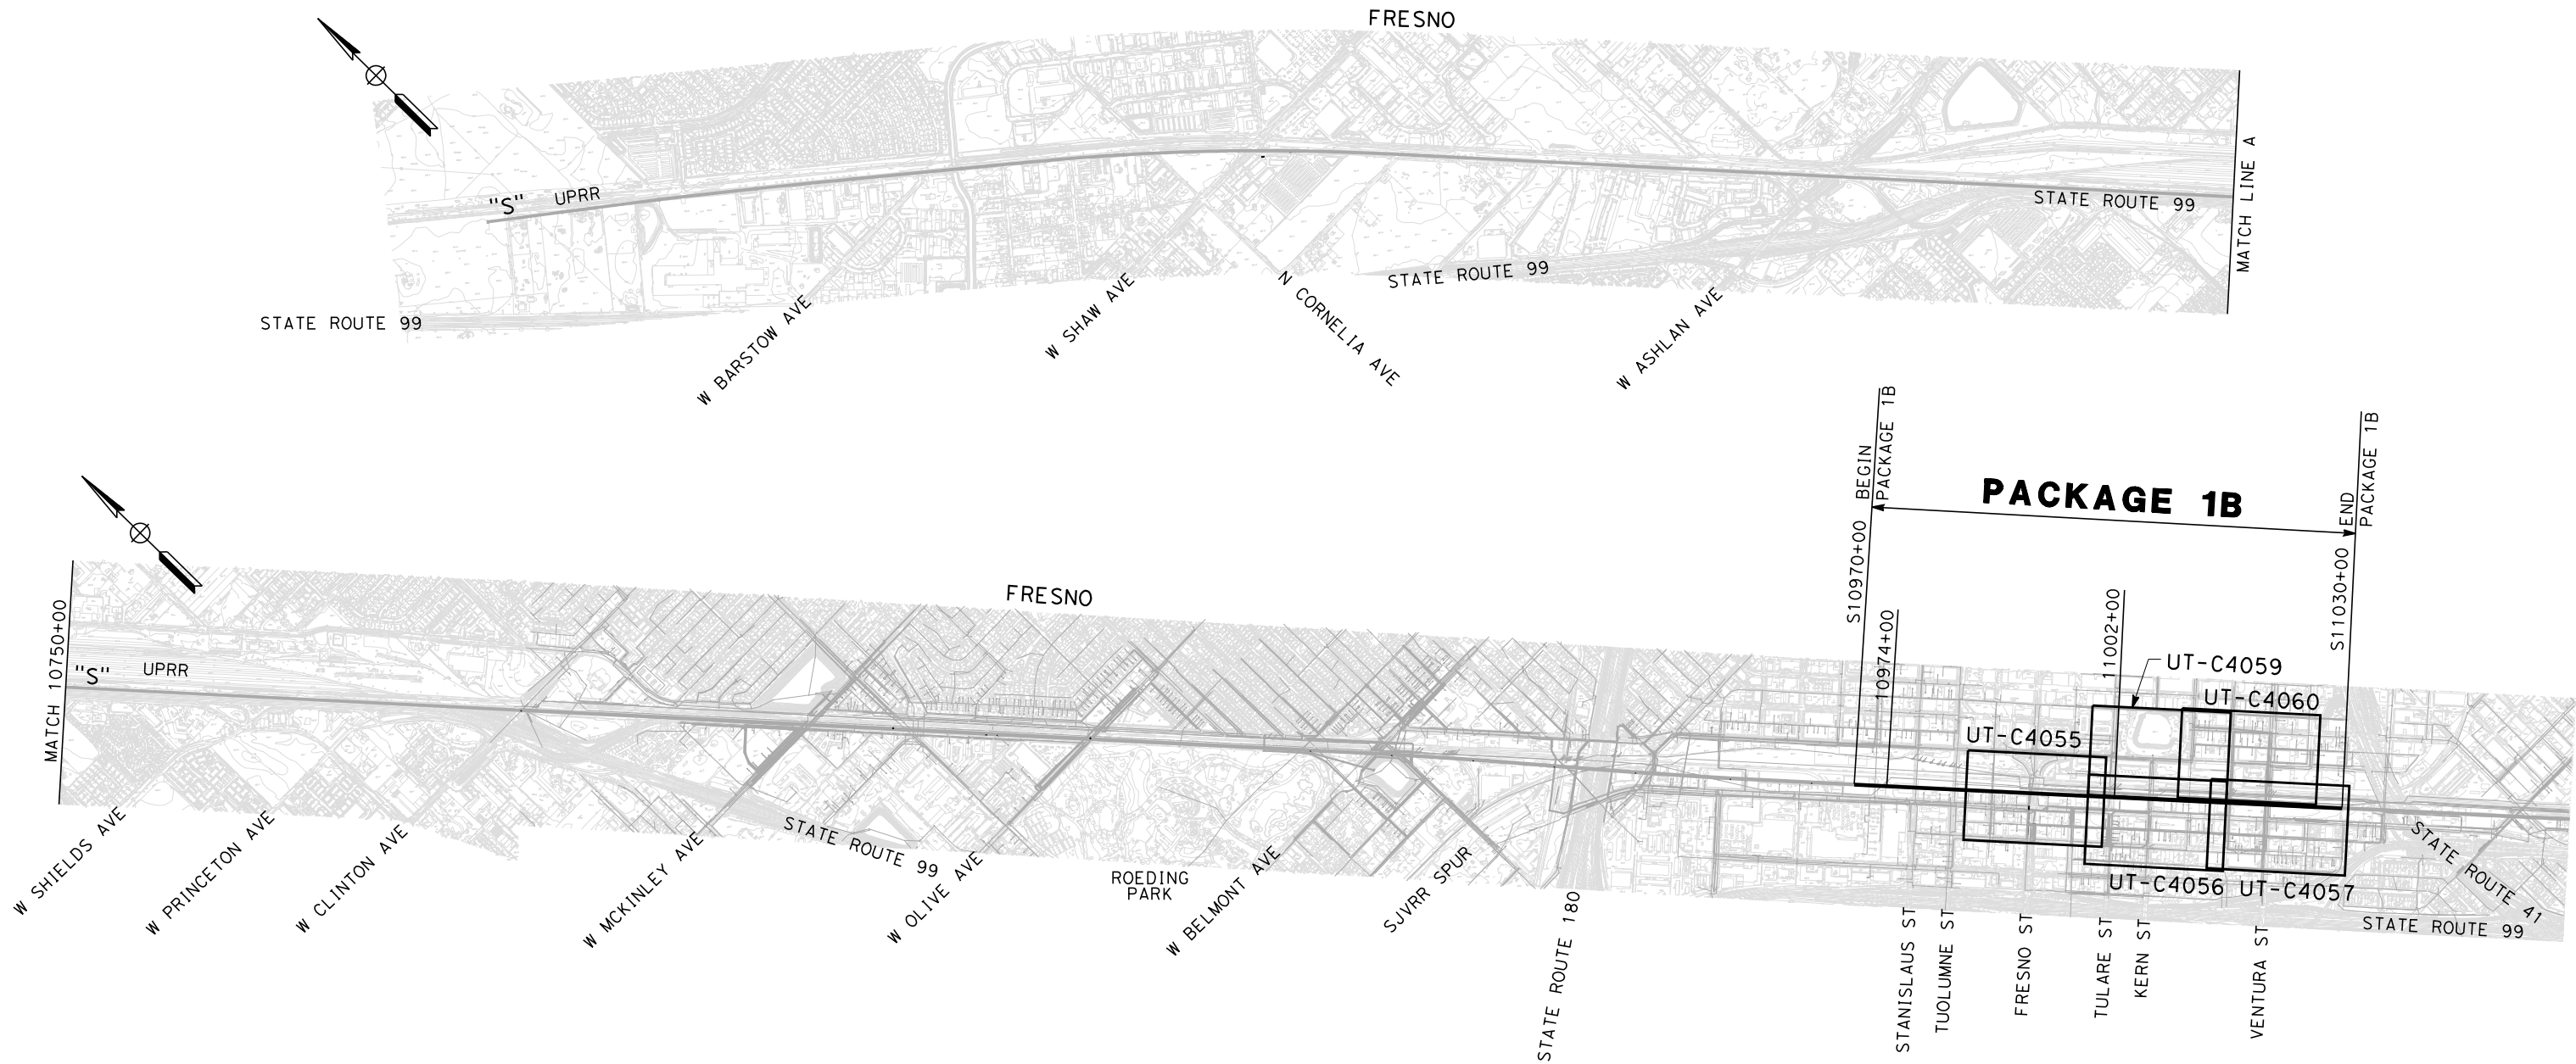 FRESNO
"S"
UPRR
STATE ROUTE 99
MATCH LINE A
STATE ROUTE 99
STATE ROUTE 99
W BARSTOW AVE
W SHAW AVE
N CORNELIA AVE
W ASHLAN AVE
S10970+00 BEGIN
PACKAGE 1B
PACKAGE 1B
S11030+00 END
PACKAGE 1B
10974+00
11002+00
FRESNO
MATCH 10750+00
"S"
UPRR
UT-C4059
UT-C4060
UT-C4055
UT-C4056
UT-C4057
W SHIELDS AVE
W PRINCETON AVE
W CLINTON AVE
W MCKINLEY AVE
STATE ROUTE 99
W OLIVE AVE
ROEDING
PARK
W BELMONT AVE
SJVRR SPUR
STATE ROUTE 180
STANISLAUS ST
TUOLUMNE ST
FRESNO ST
TULARE ST
KERN ST
VENTURA ST
STATE ROUTE 41
STATE ROUTE 99